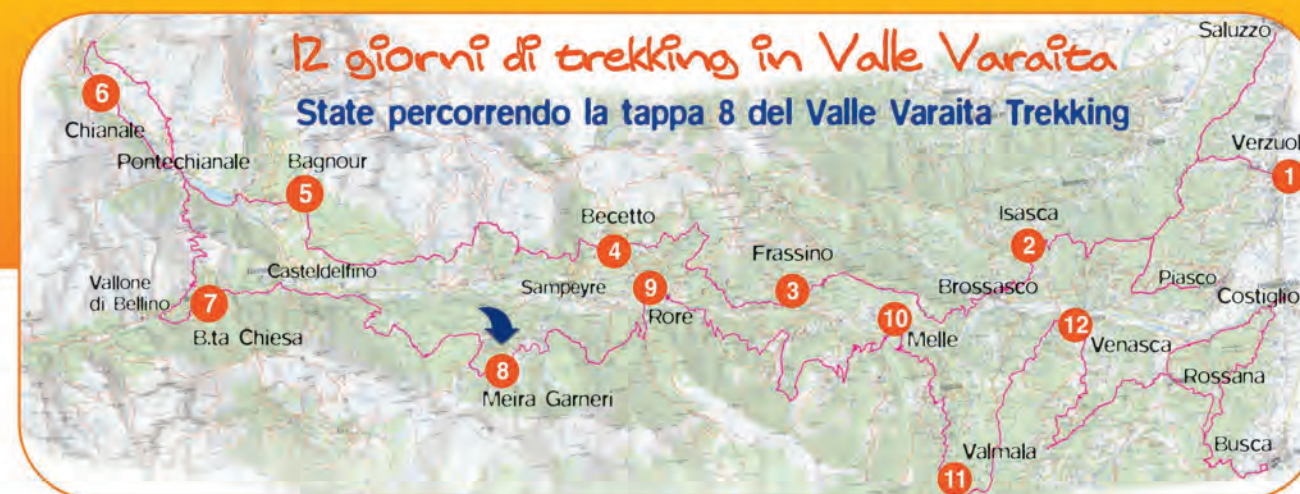 12 giorni di trekking in Valle Varaita
State percorrendo la tappa 8 del Valle Varaita Trekking
Saluzzo
6
Chianale
Verzuol
1
Pontechianale
Bagnour
5
Becetto
4
Isasca
2
Frassino
3
Casteldelfino
Sampeyre
9
Rore
Brossasco
Piasco
Costiglio
Vallone
di Bellino
7
B.ta Chiesa
10
Melle
12
Venasca
8
Meira Garneri
Rossana
Valmala
11
Busca